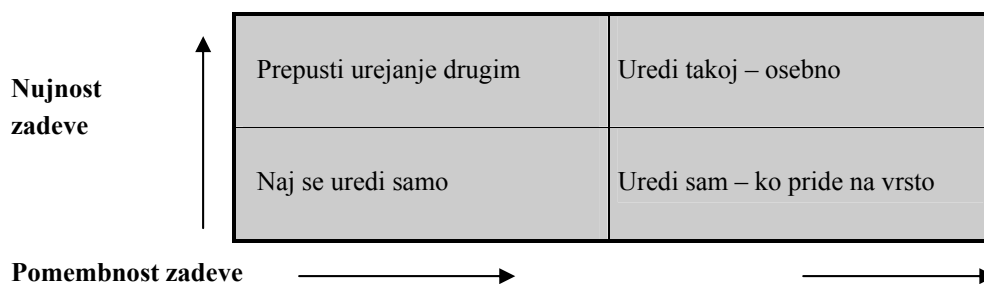 Prepusti urejanje drugim
Uredi takoj – osebno
Nujnost
zadeve
Naj se uredi samo
Uredi sam – ko pride na vrsto
Pomembnost zadeve